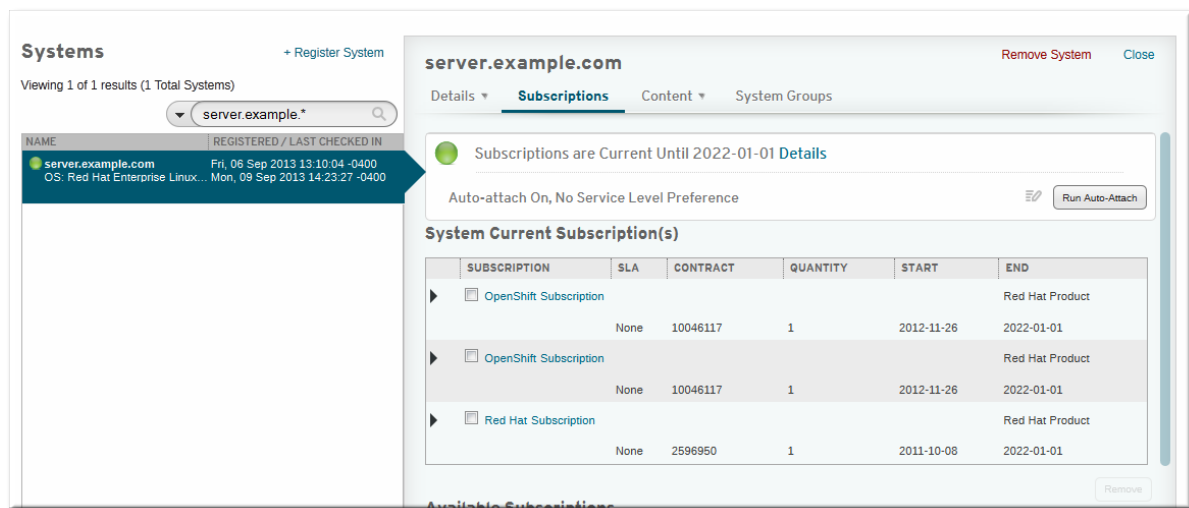 Systems
+ Register System
Viewing 1 of 1 results (1 Total Systems)
server.example.*
NAME REGISTERED / LAST CHECKED IN
server.example.com Fri, 06 Sep 2013 13:10:04 -0400
OS: Red Hat Enterprise Linux... Mon, 09 Sep 2013 14:23:27 -0400
server.example.com
Remove System Close
Details Subscriptions Content System Groups
Subscriptions are Current Until 2022-01-01 Details
Auto-attach On, No Service Level Preference
Run Auto-Attach
System Current Subscription(s)
SUBSCRIPTION SLA CONTRACT QUANTITY START END
OpenShift Subscription Red Hat Product
None 10046117 1 2012-11-26 2022-01-01
OpenShift Subscription Red Hat Product
None 10046117 1 2012-11-26 2022-01-01
Red Hat Subscription Red Hat Product
None 2596950 1 2011-10-08 2022-01-01
Remove
Available Subscriptions